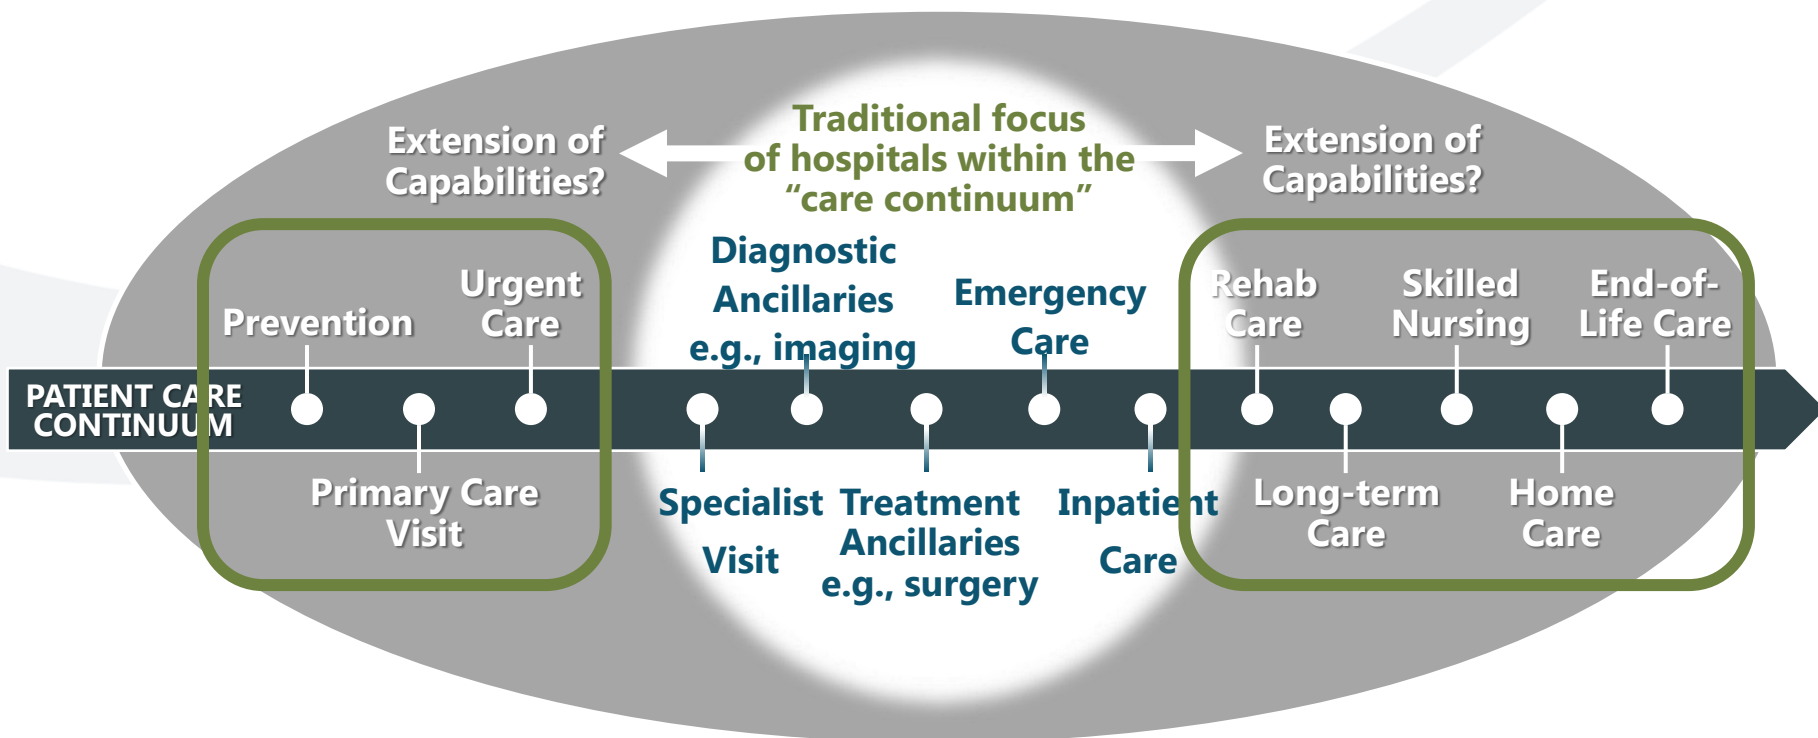 Traditional focus
of hospitals within the
“care continuum”
Extension of
Capabilities?
Extension of
Capabilities?
PATIENT CARE
CONTINUUM
Prevention
Primary Care
Visit
Urgent
Care
Specialist
Visit
Diagnostic
Ancillaries
e.g., imaging
Treatment
Ancillaries
e.g., surgery
Emergency
Care
Inpatient
Care
Rehab
Care
Long-term
Care
Skilled
Nursing
Home
Care
End-of-
Life Care